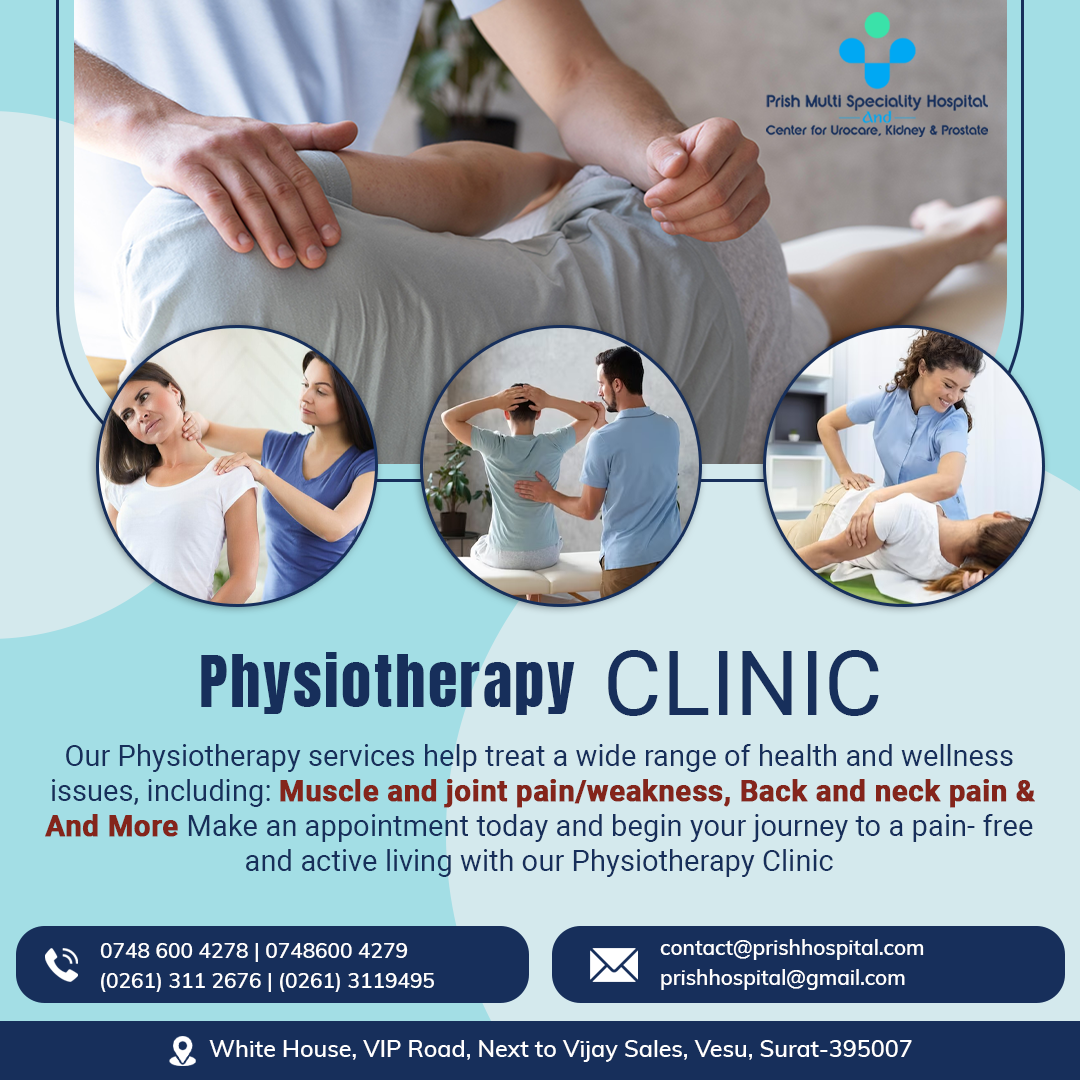 Prish Multi Speciality Hospital
And
Center for Urocare, Kidney & Prostate
Physiotherapy CLINIC
Our Physiotherapy services help treat a wide range of health and wellness
issues, including: Muscle and joint pain/weakness, Back and neck pain &
And More Make an appointment today and begin your journey to a pain- free
and active living with our Physiotherapy Clinic
0748 600 4278 | 0748600 4279
(0261) 311 2676 | (0261) 3119495
contact@prishhospital.com
prishhospital@gmail.com
White House, VIP Road, Next to Vijay Sales, Vesu, Surat-395007